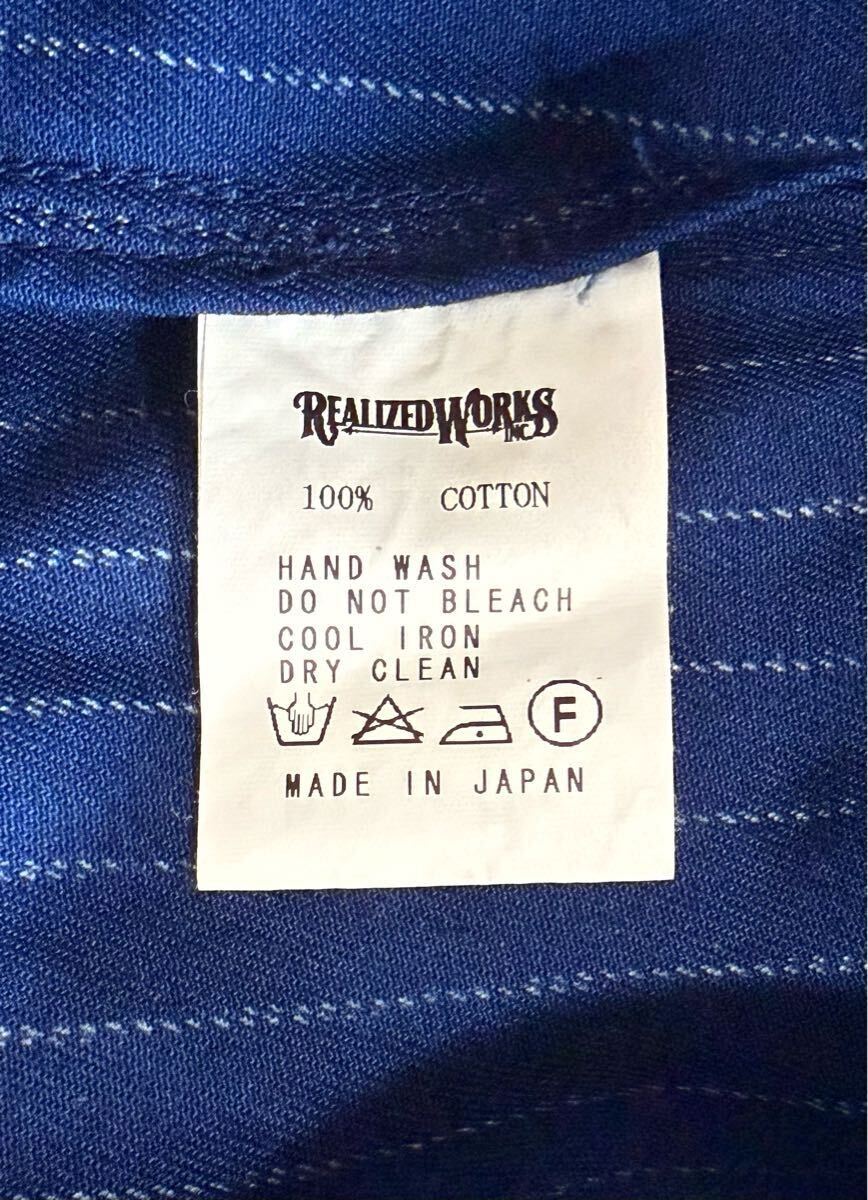 REALIZED WORKS INC
100% COTTON
HAND WASH
DO NOT BLEACH
COOL IRON
DRY CLEAN
F
MADE IN JAPAN